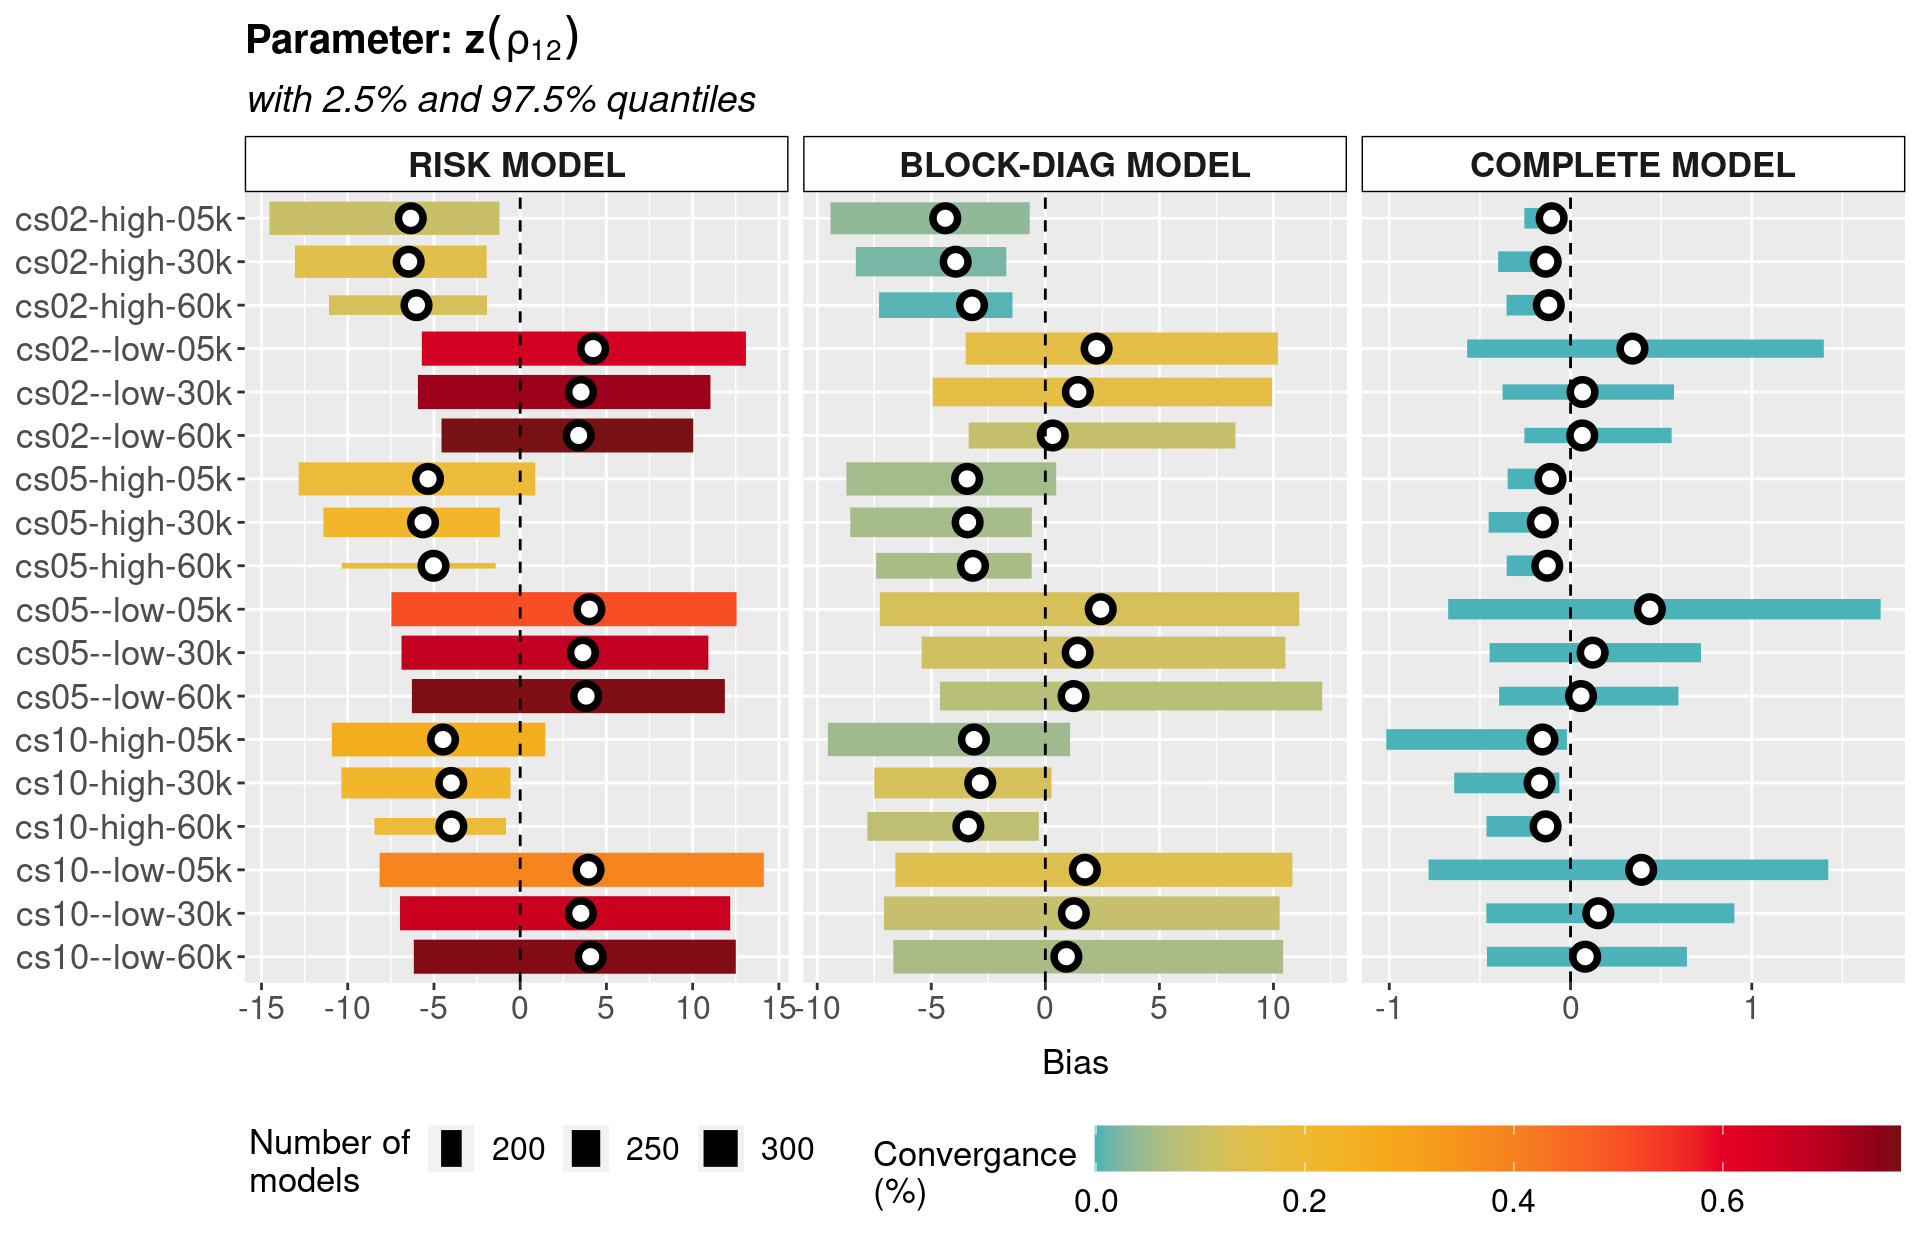 Parameter: z(ρ₁₂)
with 2.5% and 97.5% quantiles
RISK MODEL BLOCK-DIAG MODEL COMPLETE MODEL
cs02-high-05k
cs02-high-30k
cs02-high-60k
cs02--low-05k
cs02--low-30k
cs02--low-60k
cs05-high-05k
cs05-high-30k
cs05-high-60k
cs05--low-05k
cs05--low-30k
cs05--low-60k
cs10-high-05k
cs10-high-30k
cs10-high-60k
cs10--low-05k
cs10--low-30k
cs10--low-60k
-15 -10 -5 0 5 10 15 -10 -5 0 5 10 -1 0 1
Bias
Number of
models
200 250 300
Convergance
(%)
0.0 0.2 0.4 0.6